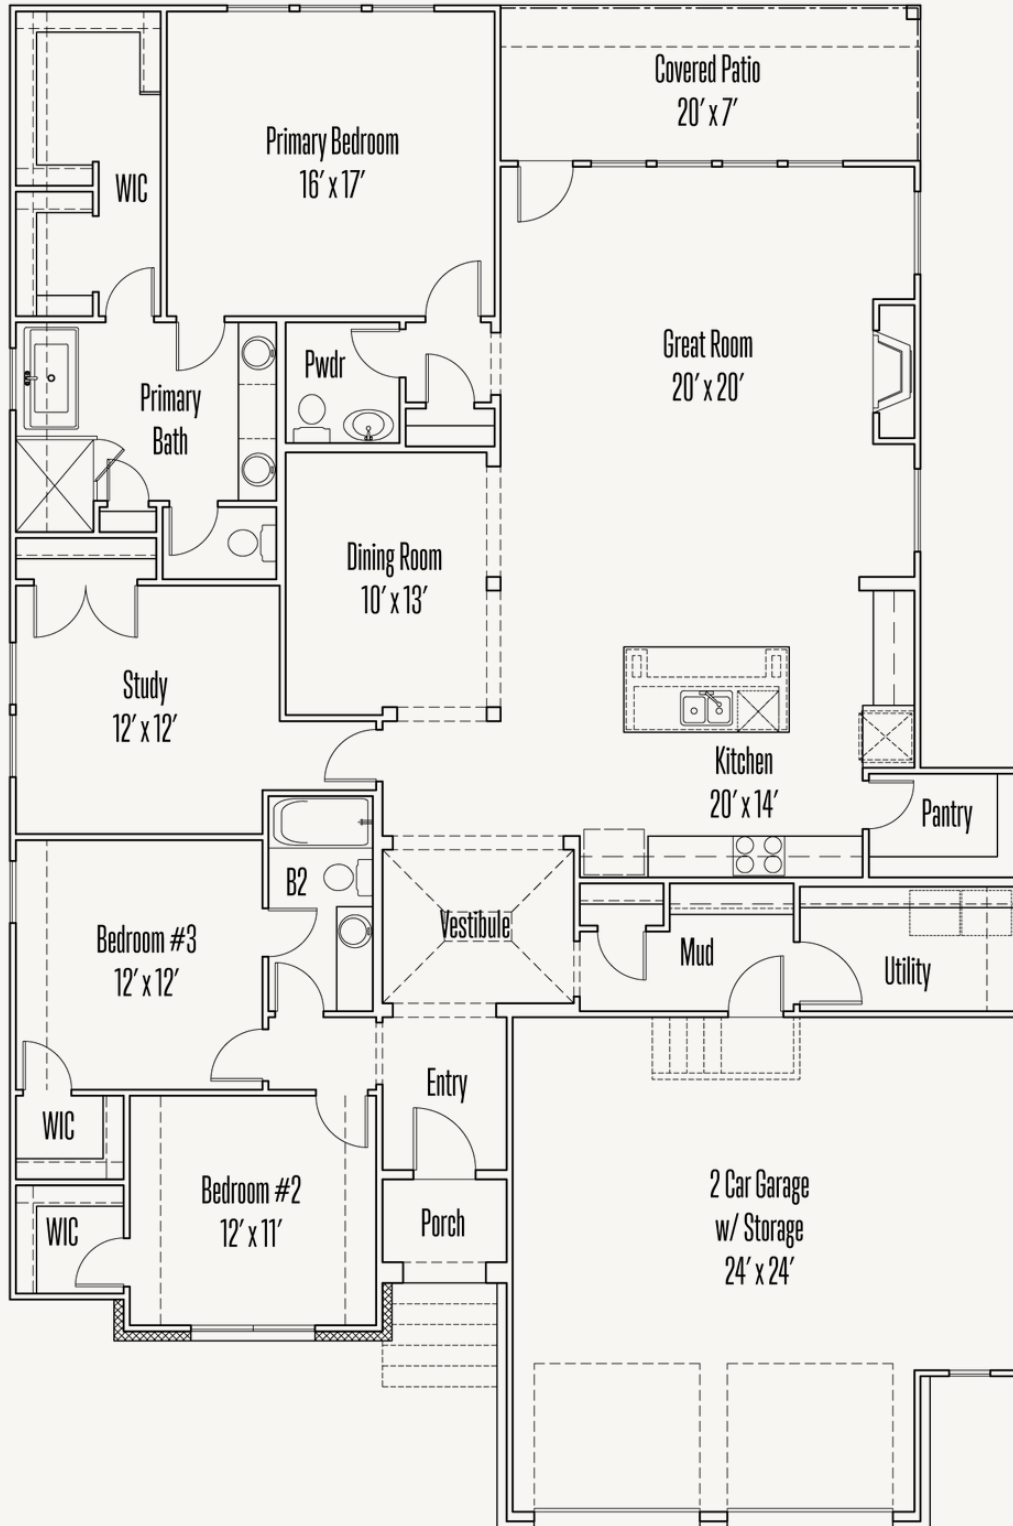 Covered Patio
20' x 7'
Primary Bedroom
16' x 17'
WIC
Great Room
20' x 20'
Pwdr
Primary
Bath
Dining Room
10' x 13'
Study
12' x 12'
Kitchen
20' x 14'
Pantry
B2
Vestibule
Bedroom #3
12' x 12'
Mud
Utility
Entry
WIC
Bedroom #2
12' x 11'
WIC
Porch
2 Car Garage
w/ Storage
24' x 24'